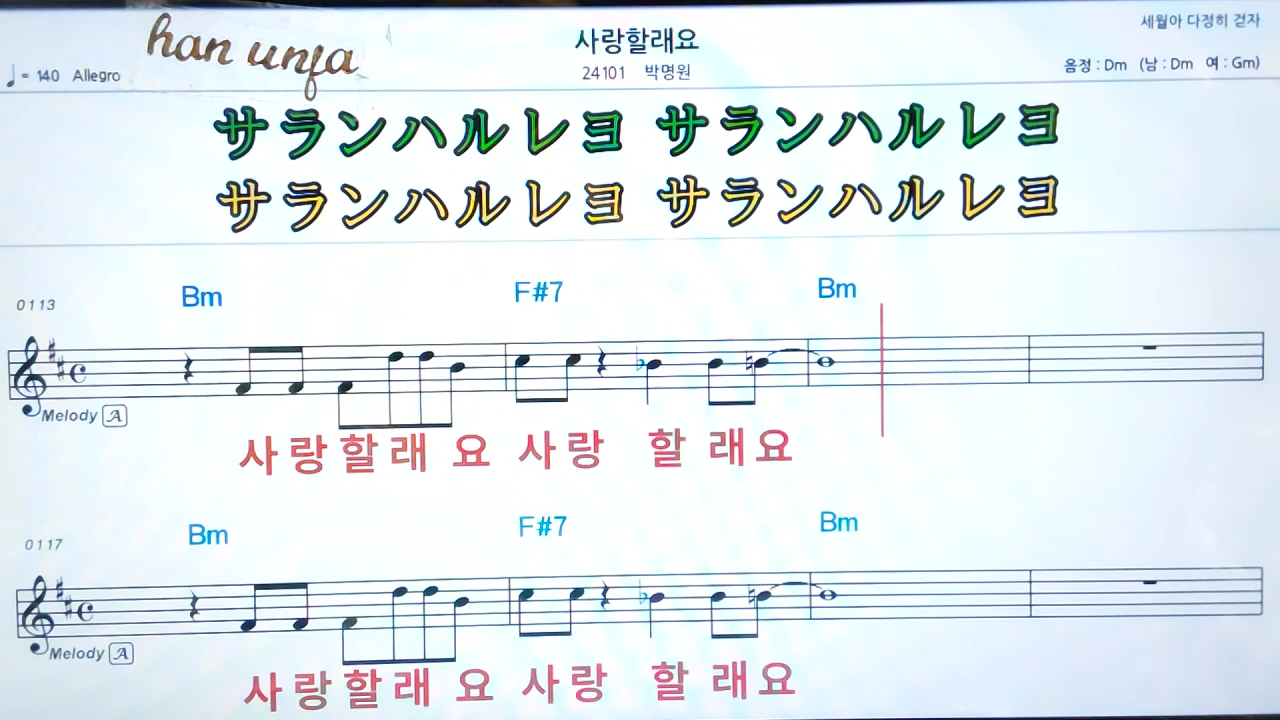 세월아 다정히 걷자
han unja
사랑할래요
♩= 140 Allegro
24101 박명원
음정 : Dm (남 : Dm 여 : Gm)
サランハルレヨ サランハルレヨ
サランハルレヨ サランハルレヨ
0113
Bm F#7 Bm
Melody A
사랑할래 요 사랑 할 래요
0117
Bm F#7 Bm
Melody A
사랑할래 요 사랑 할 래요